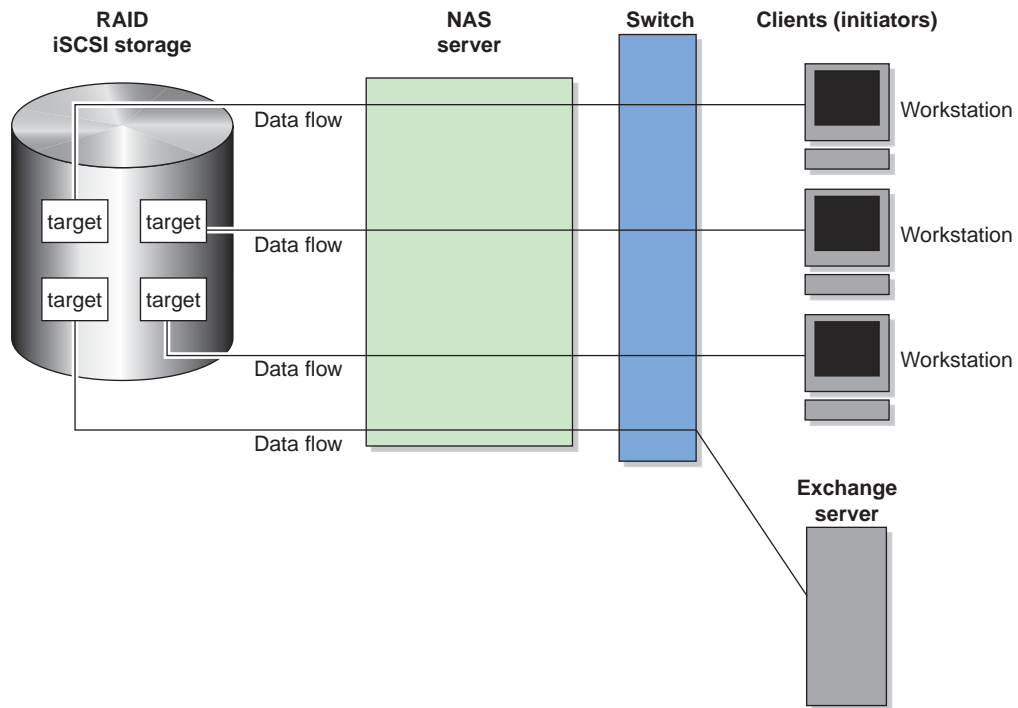 RAID
iSCSI storage
NAS
server
Switch
Clients (initiators)
Data flow
Workstation
target
target
Data flow
Workstation
target
target
Data flow
Workstation
Data flow
Exchange
server